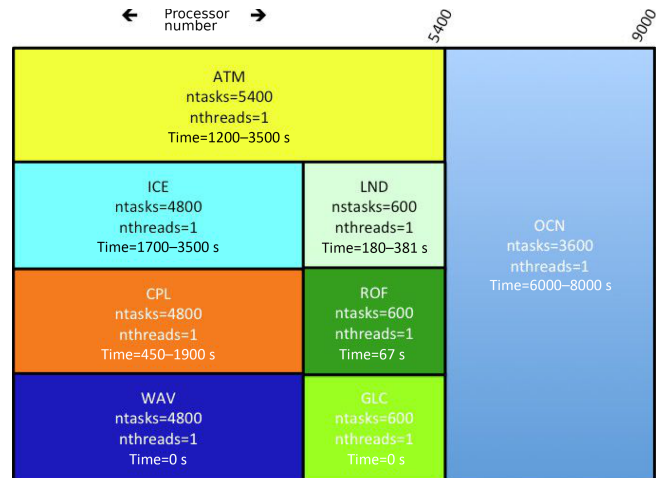 ← Processor →
number
5400
9000
ATM
ntasks=5400
nthreads=1
Time=1200–3500 s
ICE
ntasks=4800
nthreads=1
Time=1700–3500 s
LND
nstasks=600
nthreads=1
Time=180–381 s
OCN
ntasks=3600
nthreads=1
Time=6000–8000 s
CPL
ntasks=4800
nthreads=1
Time=450–1900 s
ROF
ntasks=600
nthreads=1
Time=67 s
WAV
ntasks=4800
nthreads=1
Time=0 s
GLC
ntasks=600
nthreads=1
Time=0 s